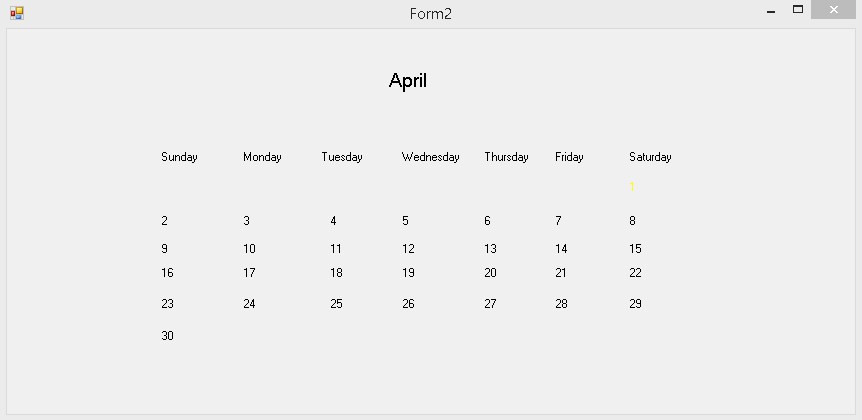 Form2
April
Sunday Monday Tuesday Wednesday Thursday Friday Saturday
1
2 3 4 5 6 7 8
9 10 11 12 13 14 15
16 17 18 19 20 21 22
23 24 25 26 27 28 29
30